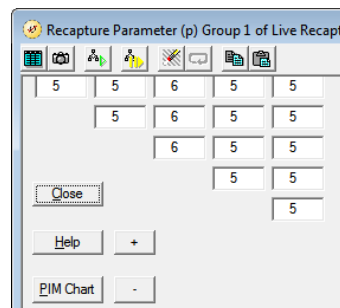 Recapture Parameter (p) Group 1 of Live Recapt
5 5 6 5 5
5 6 5 5
6 5 5
5 5
Close
5
Help +
PIM Chart -